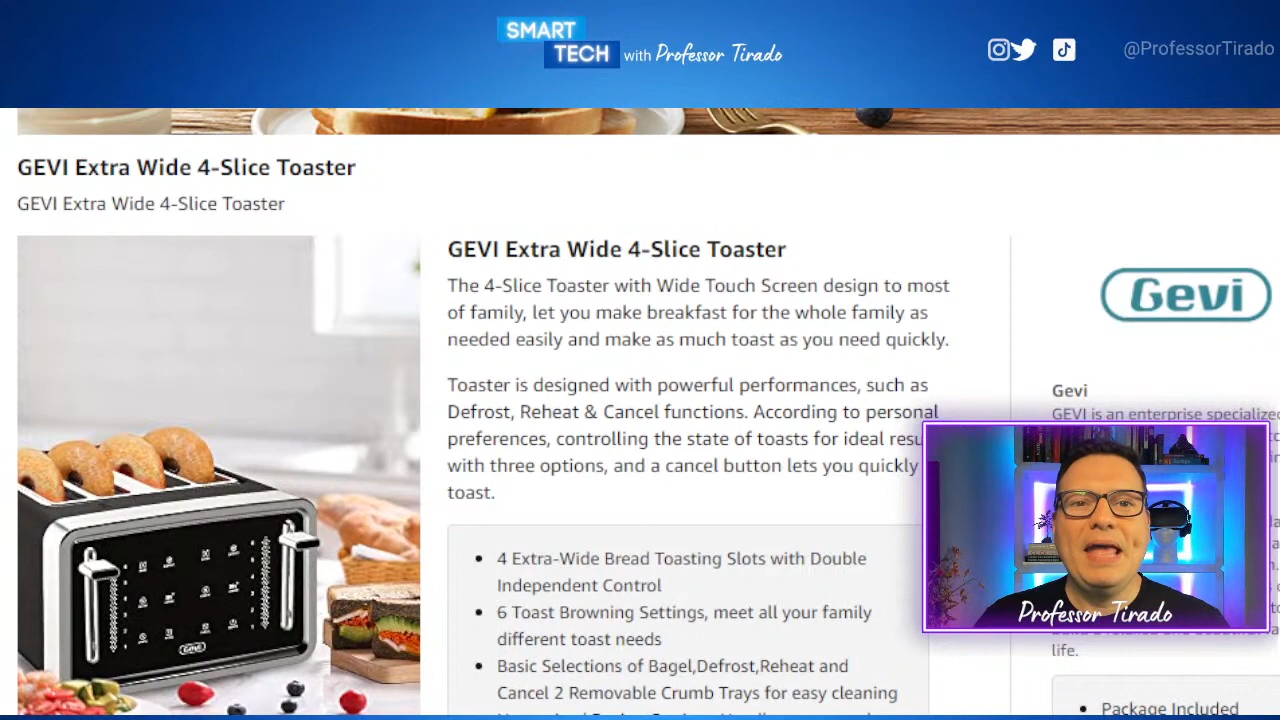 SMART
TECH with Professor Tirado
@ProfessorTirado
GEVI Extra Wide 4-Slice Toaster
GEVI Extra Wide 4-Slice Toaster
GEVI Extra Wide 4-Slice Toaster
The 4-Slice Toaster with Wide Touch Screen design to most
of family, let you make breakfast for the whole family as
needed easily and make as much toast as you need quickly.
Toaster is designed with powerful performances, such as
Defrost, Reheat & Cancel functions. According to personal
preferences, controlling the state of toasts for ideal
with three options, and a cancel button lets you quickly
toast.
4 Extra-Wide Bread Toasting Slots with Double
Independent Control
6 Toast Browning Settings, meet all your family
different toast needs
Basic Selections of Bagel,Defrost,Reheat and
Cancel 2 Removable Crumb Trays for easy cleaning
Gevi
Gevi
Gevi
GEVI is an enterprise specialized
life.
Package Included
Professor Tirado